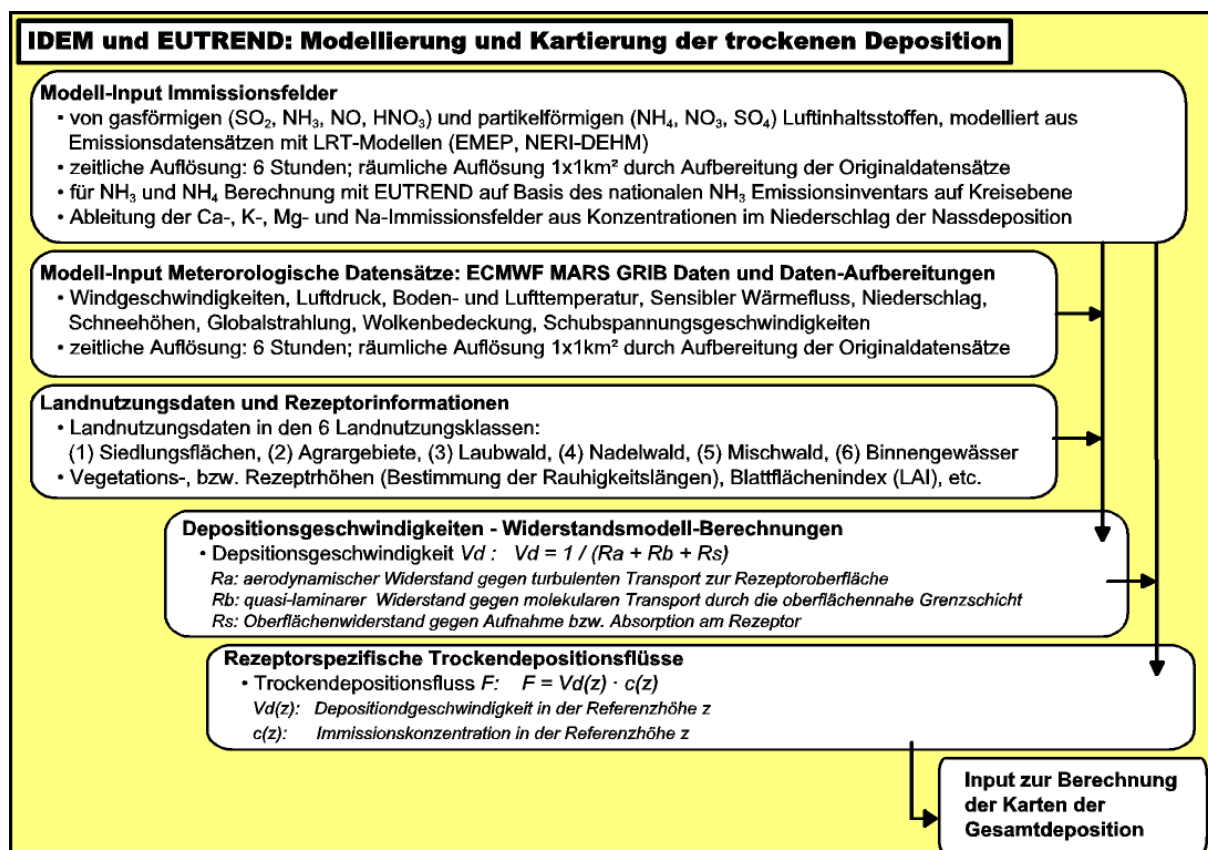 IDEM und EUTREND: Modellierung und Kartierung der trockenen Deposition
Modell-Input Immissionsfelder
• von gasförmigen (SO₂, NH₃, NO, HNO₃) und partikelförmigen (NH₄, NO₃, SO₄) Luftinhaltsstoffen, modelliert aus
Emissionsdatensätzen mit LRT-Modellen (EMEP, NERI-DEHM)
• zeitliche Auflösung: 6 Stunden; räumliche Auflösung 1x1km² durch Aufbereitung der Originaldatensätze
• für NH₃ und NH₄ Berechnung mit EUTREND auf Basis des nationalen NH₃ Emissionsinventars auf Kreisebene
• Ableitung der Ca-, K-, Mg- und Na-Immissionsfelder aus Konzentrationen im Niederschlag der Nassdeposition
Modell-Input Meterorologische Datensätze: ECMWF MARS GRIB Daten und Daten-Aufbereitungen
• Windgeschwindigkeiten, Luftdruck, Boden- und Lufttemperatur, Sensibler Wärmefluss, Niederschlag,
Schneehöhen, Globalstrahlung, Wolkenbedeckung, Schubspannungsgeschwindigkeiten
• zeitliche Auflösung: 6 Stunden; räumliche Auflösung 1x1km² durch Aufbereitung der Originaldatensätze
Landnutzungsdaten und Rezeptorinformationen
• Landnutzungsdaten in den 6 Landnutzungsklassen:
(1) Siedlungsflächen, (2) Agrargebiete, (3) Laubwald, (4) Nadelwald, (5) Mischwald, (6) Binnengewässer
• Vegetations-, bzw. Rezeptrhöhen (Bestimmung der Rauhigkeitslängen), Blattflächenindex (LAI), etc.
Depositionsgeschwindigkeiten - Widerstandsmodell-Berechnungen
• Depsitionsgeschwindigkeit Vd : Vd = 1 / (Ra + Rb + Rs)
Ra: aerodynamischer Widerstand gegen turbulenten Transport zur Rezeptoroberfläche
Rb: quasi-laminarer Widerstand gegen molekularen Transport durch die oberflächennahe Grenzschicht
Rs: Oberflächenwiderstand gegen Aufnahme bzw. Absorption am Rezeptor
Rezeptorspezifische Trockendepositionsflüsse
• Trockendepositionsfluss F: F = Vd(z) · c(z)
Vd(z): Depositiondgeschwindigkeit in der Referenzhöhe z
c(z): Immissionskonzentration in der Referenzhöhe z
Input zur Berechnung
der Karten der
Gesamtdeposition